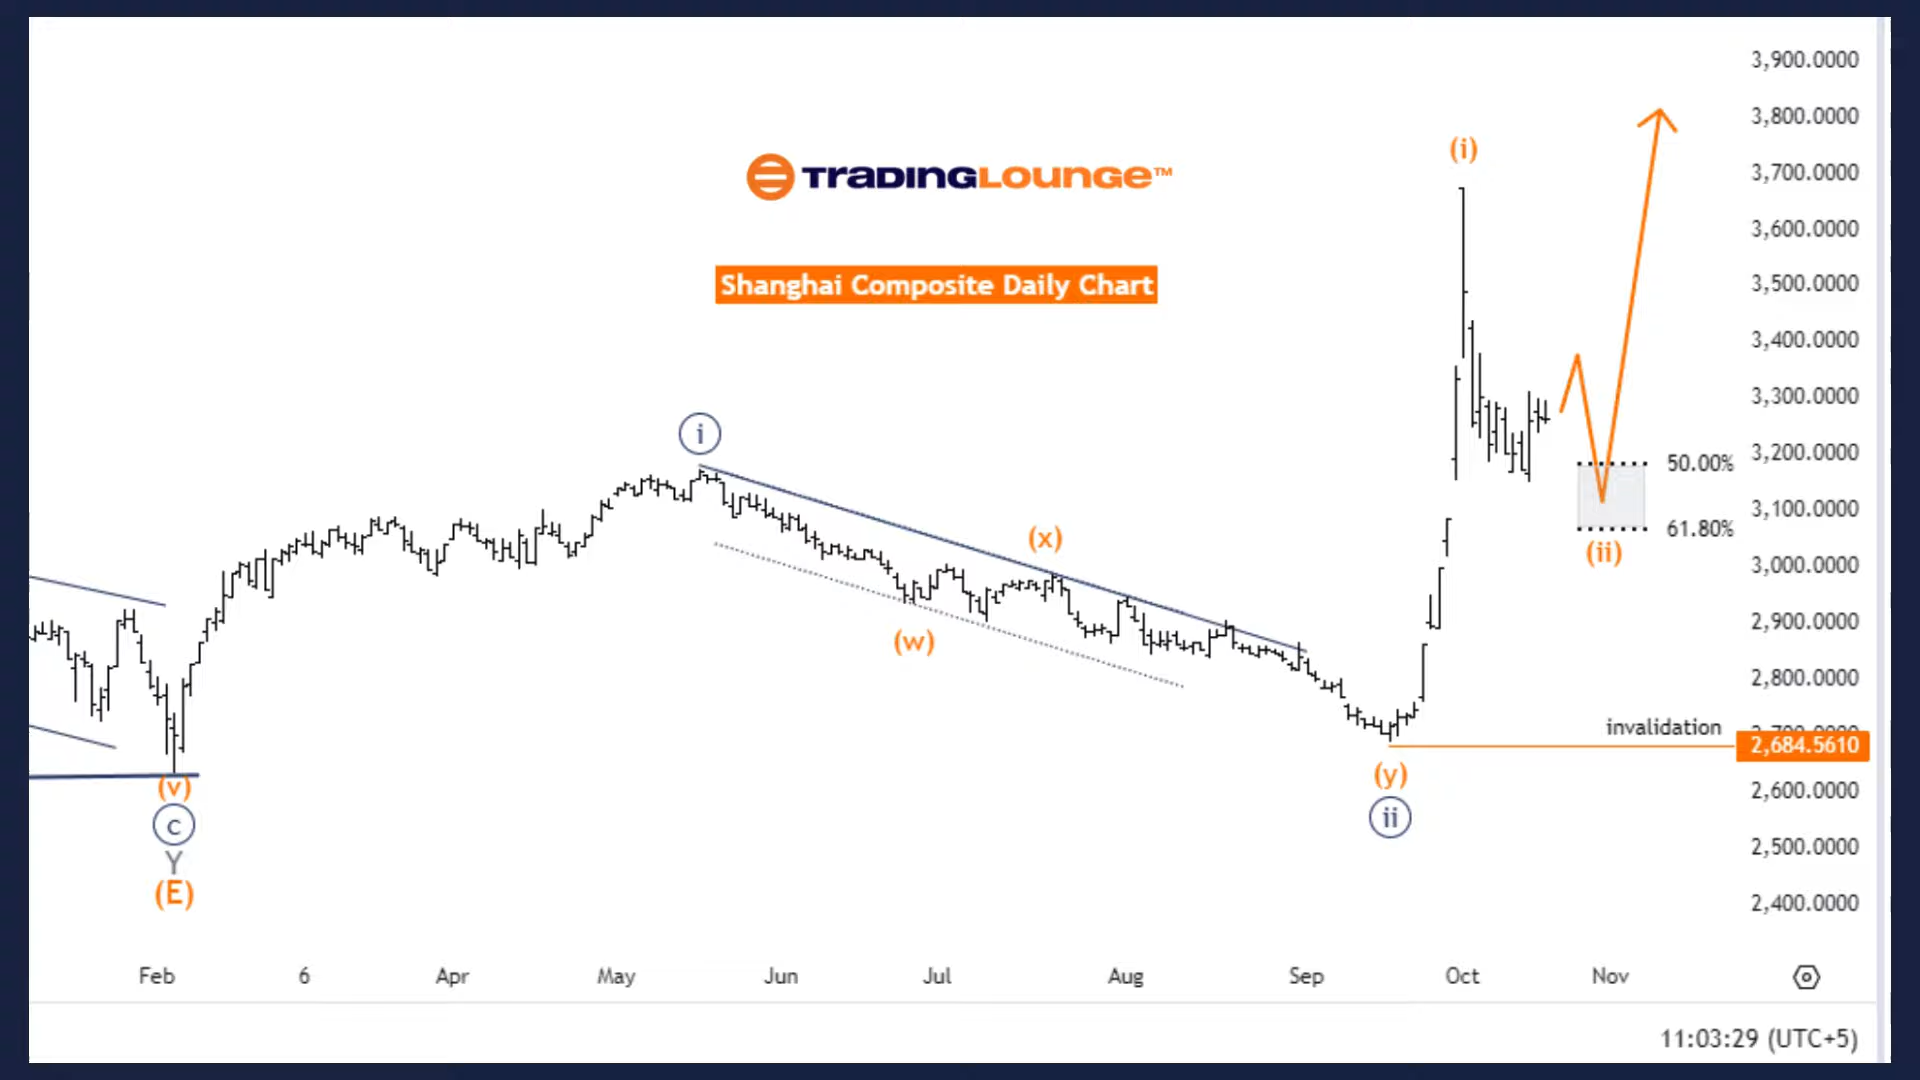 TRADINGLOUNGE™
Shanghai Composite Daily Chart
3,900.0000
3,800.0000
3,700.0000
3,600.0000
3,500.0000
3,400.0000
3,300.0000
3,200.0000
3,100.0000
3,000.0000
2,900.0000
2,800.0000
2,700.0000
2,684.5610
2,600.0000
2,500.0000
2,400.0000
(i)
i
(x)
(w)
50.00%
61.80%
(ii)
invalidation
(y)
ii
(v)
c
Y
(E)
Feb 6 Apr May Jun Jul Aug Sep Oct Nov
11:03:29 (UTC+5)